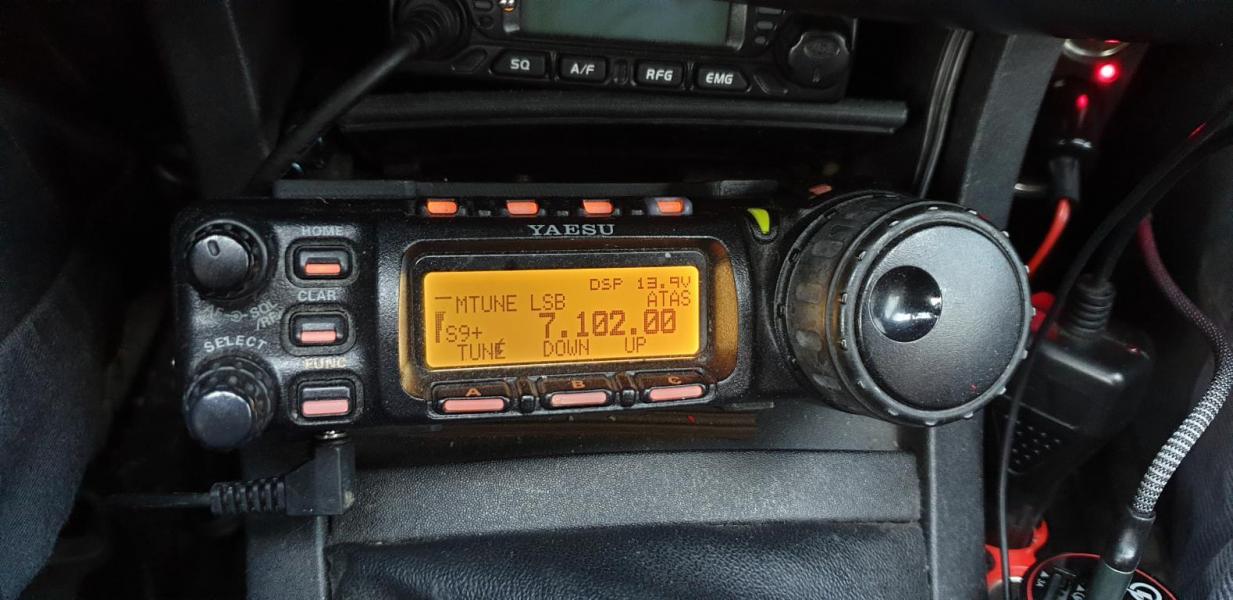 SQ A/F RFG EMG
YAESU
HOME
CLAR
SELECT
FUNC
DSP 13.9V
MTUNE LSB ATAS
S9+ 7.102.00
TUNE DOWN UP
A B C